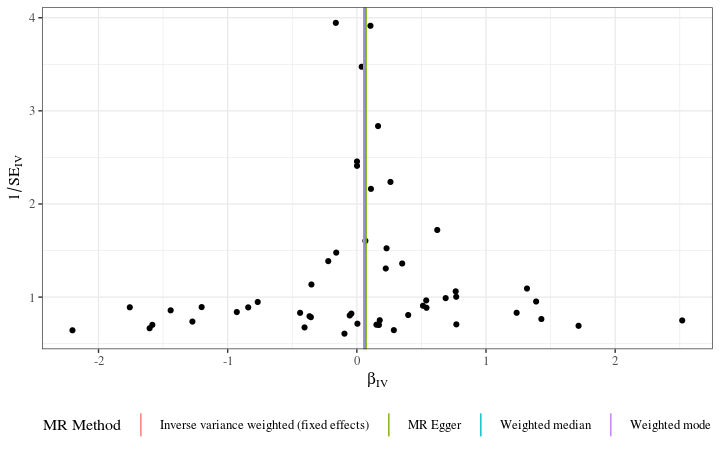 4
3
2
1
1/SE_IV
-2
-1
0
1
2
β_IV
MR Method
Inverse variance weighted (fixed effects)
MR Egger
Weighted median
Weighted mode